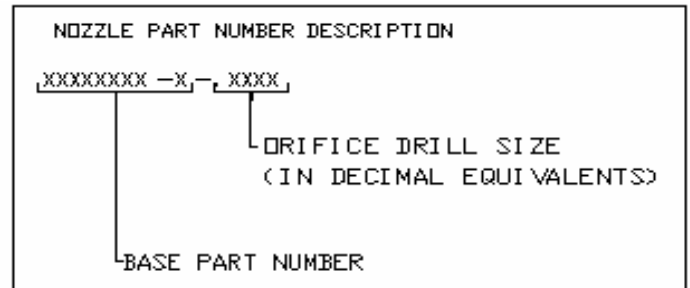 NOZZLE PART NUMBER DESCRIPTION
XXXXXXXX -X-.XXXX
ORIFICE DRILL SIZE
(IN DECIMAL EQUIVALENTS)
BASE PART NUMBER